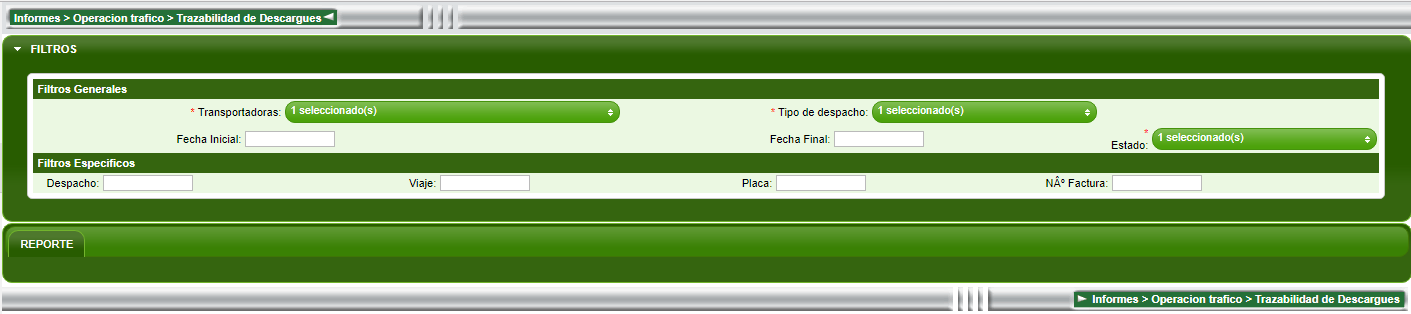 Informes > Operacion trafico > Trazabilidad de Descargues
FILTROS
Filtros Generales
* Transportadoras: 1 seleccionado(s) * Tipo de despacho: 1 seleccionado(s)
Fecha Inicial: Fecha Final: * Estado: 1 seleccionado(s)
Filtros Especificos
Despacho: Viaje: Placa: NÂº Factura:
REPORTE
Informes > Operacion trafico > Trazabilidad de Descargues